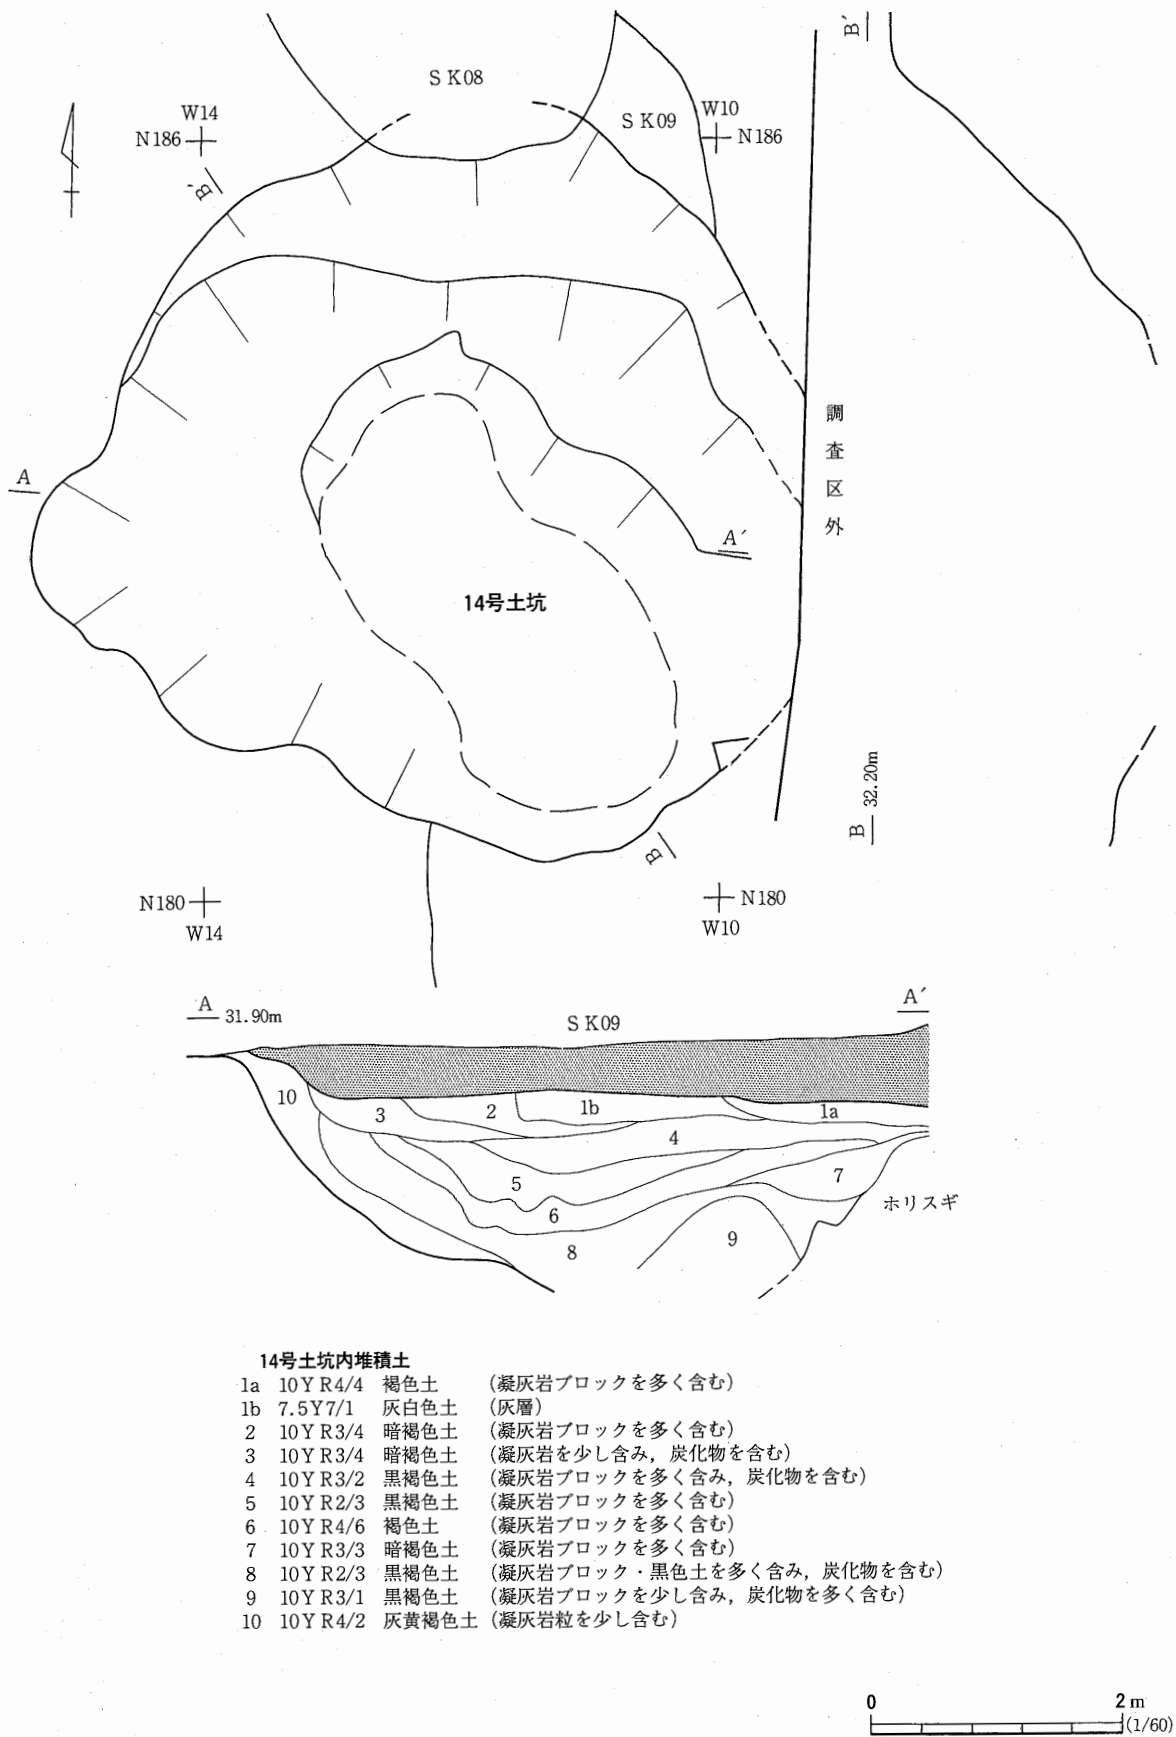 B′
SK08
W14
N186
SK09
W10
N186
B′
A
調査区外
A′
14号土坑
B
B 32.20m
N180
W14
N180
W10
A 31.90m
SK09
A′
10
3
2
1b
1a
4
5
7
6
ホリスギ
8
9
14号土坑内堆積土
1a 10YR4/4 褐色土 (凝灰岩ブロックを多く含む)
1b 7.5Y7/1 灰白色土 (灰層)
2 10YR3/4 暗褐色土 (凝灰岩ブロックを多く含む)
3 10YR3/4 暗褐色土 (凝灰岩を少し含み,炭化物を含む)
4 10YR3/2 黒褐色土 (凝灰岩ブロックを多く含み,炭化物を含む)
5 10YR2/3 黒褐色土 (凝灰岩ブロックを多く含む)
6 10YR4/6 褐色土 (凝灰岩ブロックを多く含む)
7 10YR3/3 暗褐色土 (凝灰岩ブロックを多く含む)
8 10YR2/3 黒褐色土 (凝灰岩ブロック・黒色土を多く含み,炭化物を含む)
9 10YR3/1 黒褐色土 (凝灰岩ブロックを少し含み,炭化物を多く含む)
10 10YR4/2 灰黄褐色土 (凝灰岩粒を少し含む)
0 2m
(1/60)